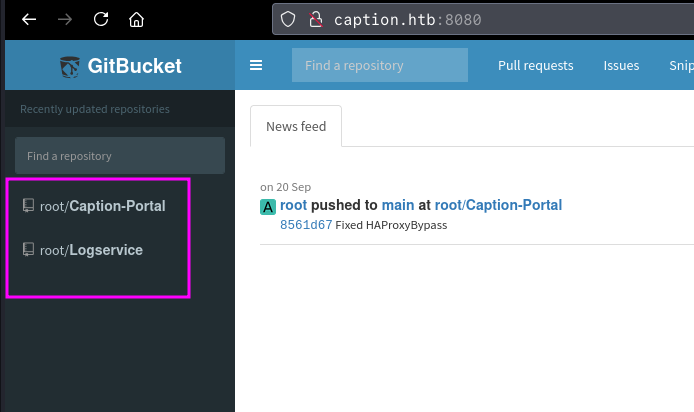 caption.htb:8080
GitBucket
Find a repository
Pull requests
Issues
Snip
Recently updated repositories
Find a repository
News feed
root/Caption-Portal
root/Logservice
on 20 Sep
A root pushed to main at root/Caption-Portal
8561d67 Fixed HAProxyBypass